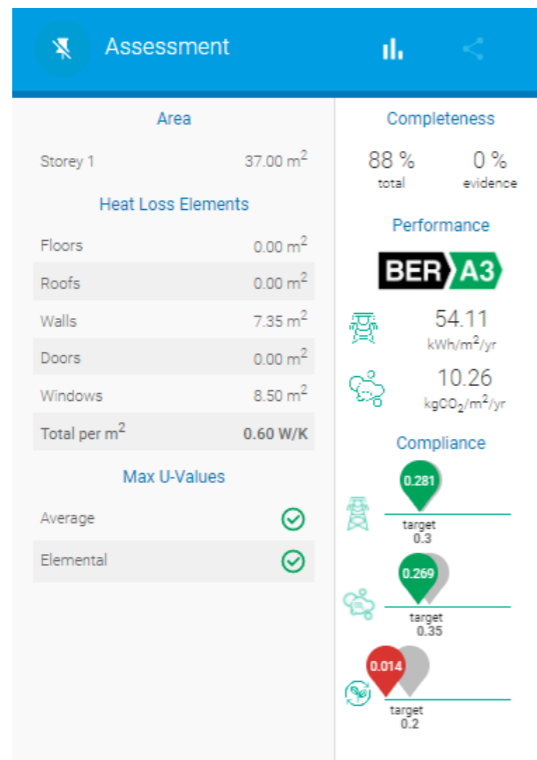 Assessment
Area
Storey 1 37.00 m²
Heat Loss Elements
Floors 0.00 m²
Roofs 0.00 m²
Walls 7.35 m²
Doors 0.00 m²
Windows 8.50 m²
Total per m² 0.60 W/K
Max U-Values
Average
Elemental
Completeness
88 % 0 %
total evidence
Performance
BER A3
54.11
kWh/m²/yr
10.26
kgCO₂/m²/yr
Compliance
0.281
target
0.3
0.269
target
0.35
0.014
target
0.2